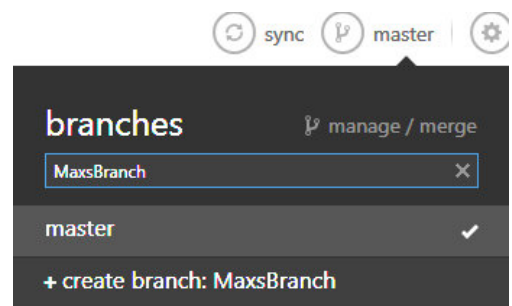 sync master
branches manage / merge
MaxsBranch
master
+ create branch: MaxsBranch